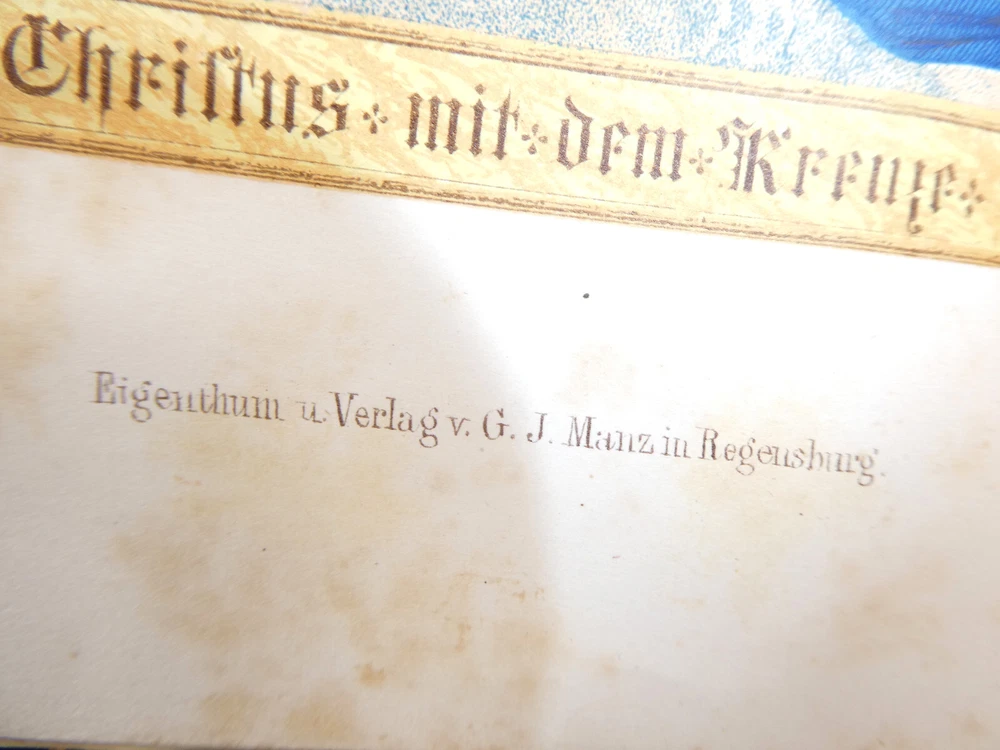 Christus mit dem Kreuze
Eigenthum u. Verlag v. G. J. Manz in Regensburg.